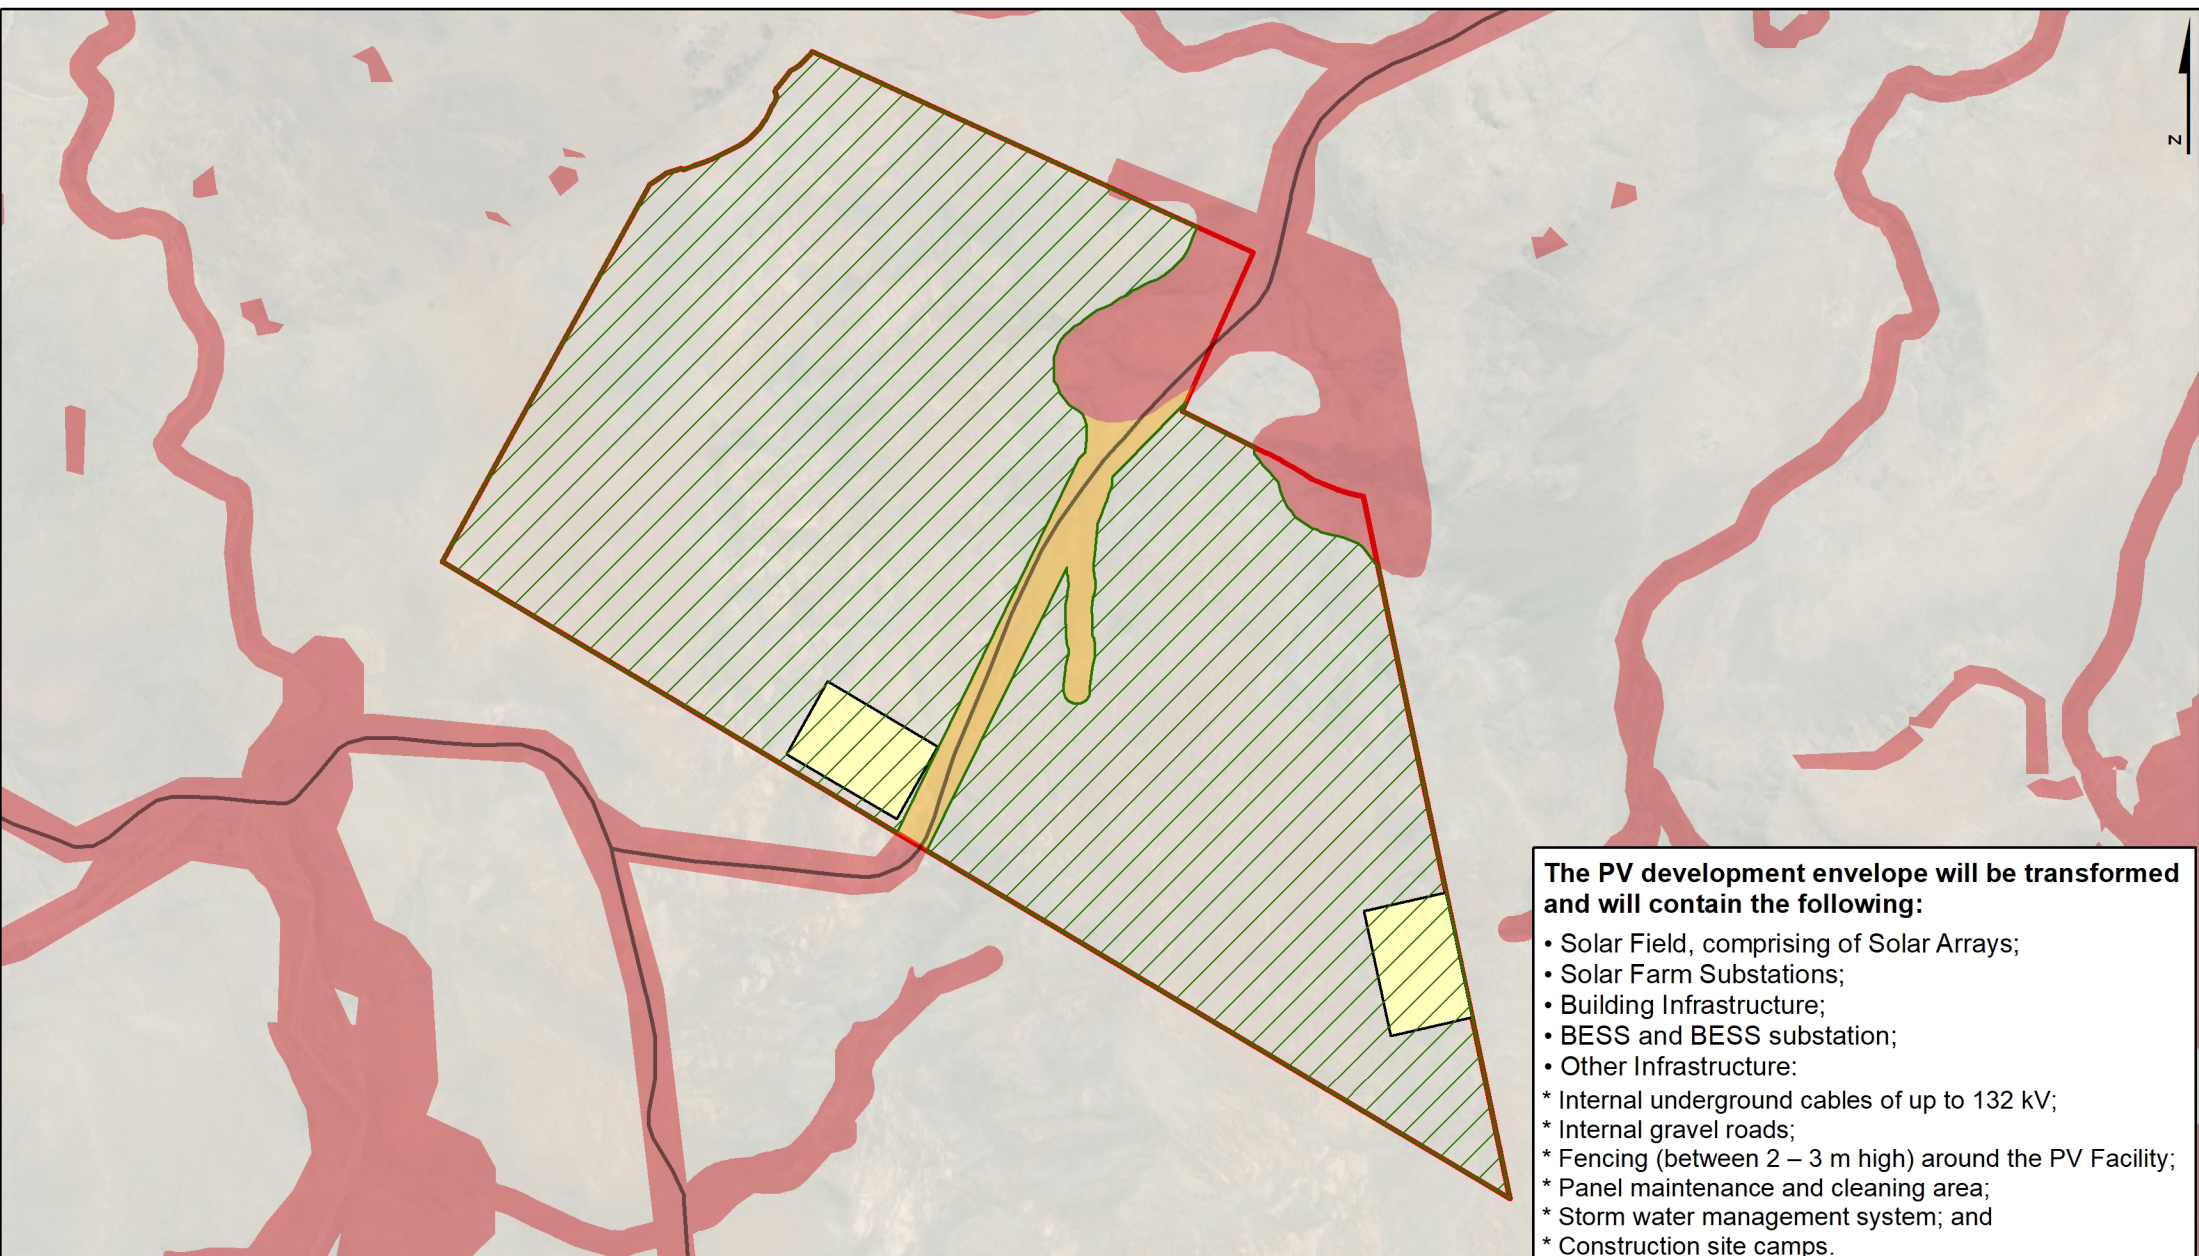 N
The PV development envelope will be transformed
and will contain the following:
• Solar Field, comprising of Solar Arrays;
• Solar Farm Substations;
• Building Infrastructure;
• BESS and BESS substation;
• Other Infrastructure:
* Internal underground cables of up to 132 kV;
* Internal gravel roads;
* Fencing (between 2 – 3 m high) around the PV Facility;
* Panel maintenance and cleaning area;
* Storm water management system; and
* Construction site camps.